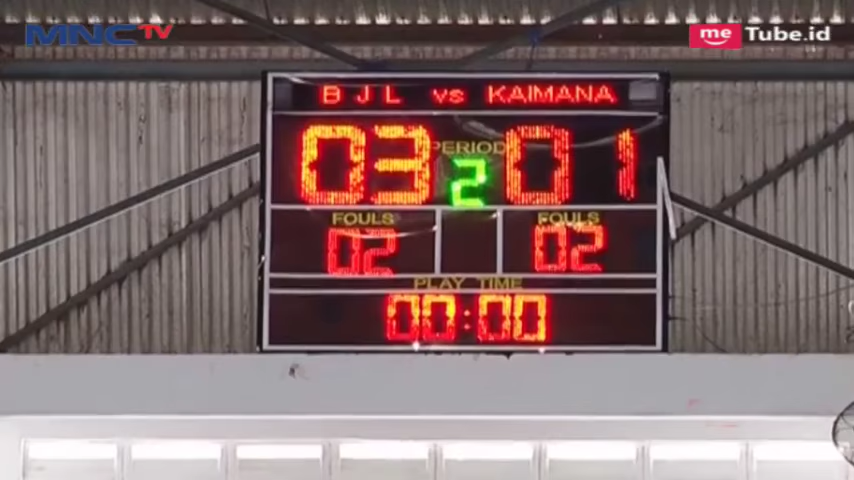 MNCTV
me Tube.id
B J L vs KAIMANA
03 PERIOD 2 01
FOULS FOULS
02 02
PLAY TIME
00:00